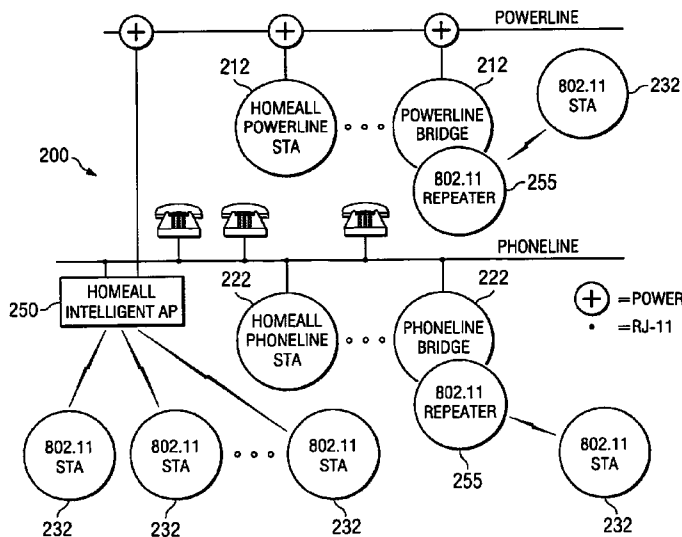 POWERLINE
212
212
HOMEALL
POWERLINE
STA
POWERLINE
BRIDGE
802.11
STA
232
802.11
REPEATER
255
200
PHONELINE
250
HOMEALL
INTELLIGENT AP
222
222
HOMEALL
PHONELINE
STA
PHONELINE
BRIDGE
=POWER
=RJ-11
802.11
REPEATER
255
802.11
STA
232
802.11
STA
232
802.11
STA
232
802.11
STA
232